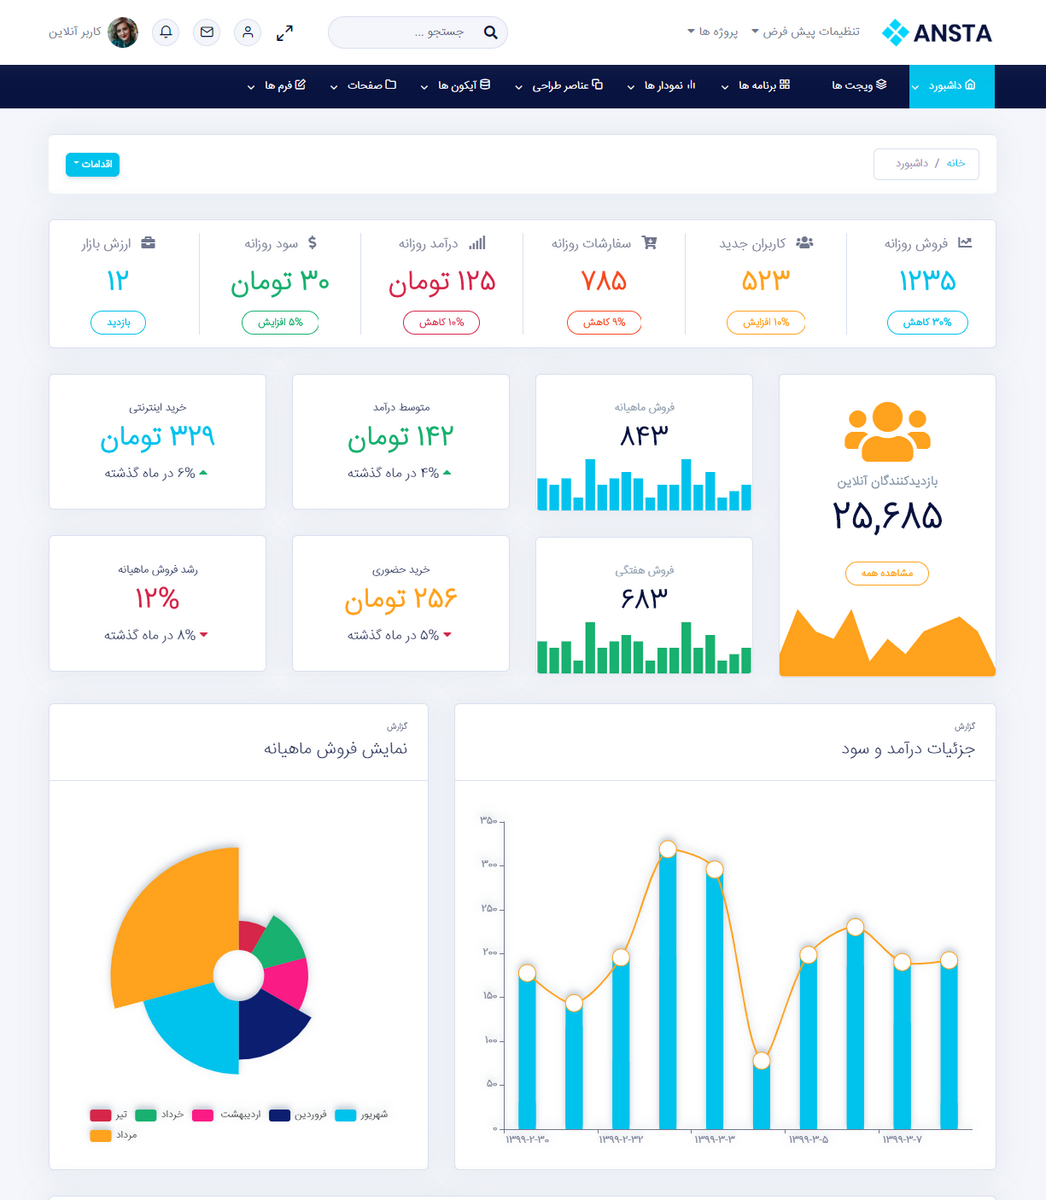 ANSTA
تنظیمات پیش فرض
پروژه ها
جستجو ...
کاربر آنلاین
داشبورد
ویجت ها
برنامه ها
نمودار ها
عناصر طراحی
آیکون ها
صفحات
فرم ها
خانه / داشبورد
اقدامات
فروش روزانه
۱۲۳۵
۳۰% کاهش
کاربران جدید
۵۲۳
۱۰% افزایش
سفارشات روزانه
۷۸۵
۹% کاهش
درآمد روزانه
۱۲۵ تومان
۱۰% کاهش
سود روزانه
۳۰ تومان
۵% افزایش
ارزش بازار
۱۲
بازدید
بازدیدکنندگان آنلاین
۲۵,۶۸۵
مشاهده همه
فروش ماهیانه
۸۴۳
متوسط درآمد
۱۴۲ تومان
۴% در ماه گذشته
خرید اینترنتی
۳۲۹ تومان
۶% در ماه گذشته
فروش هفتگی
۶۸۳
خرید حضوری
۲۵۶ تومان
۵% در ماه گذشته
رشد فروش ماهیانه
۱۲%
۸% در ماه گذشته
گزارش
جزئیات درآمد و سود
۳۵۰
۳۰۰
۲۵۰
۲۰۰
۱۵۰
۱۰۰
۵۰
۰
۱۳۹۹-۲-۳۰
۱۳۹۹-۲-۳۲
۱۳۹۹-۳-۳
۱۳۹۹-۳-۵
۱۳۹۹-۳-۷
گزارش
نمایش فروش ماهیانه
شهریور
فروردین
اردیبهشت
خرداد
تیر
مرداد